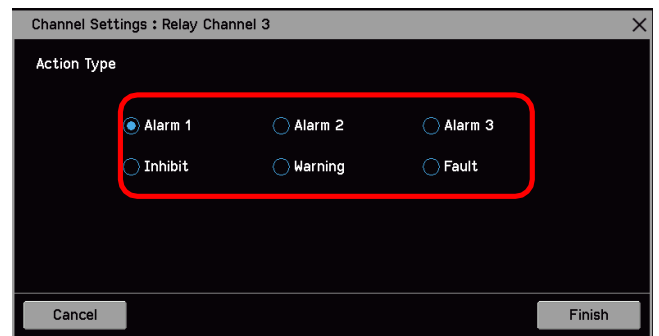 Channel Settings : Relay Channel 3
Action Type
Alarm 1 Alarm 2 Alarm 3
Inhibit Warning Fault
Cancel Finish